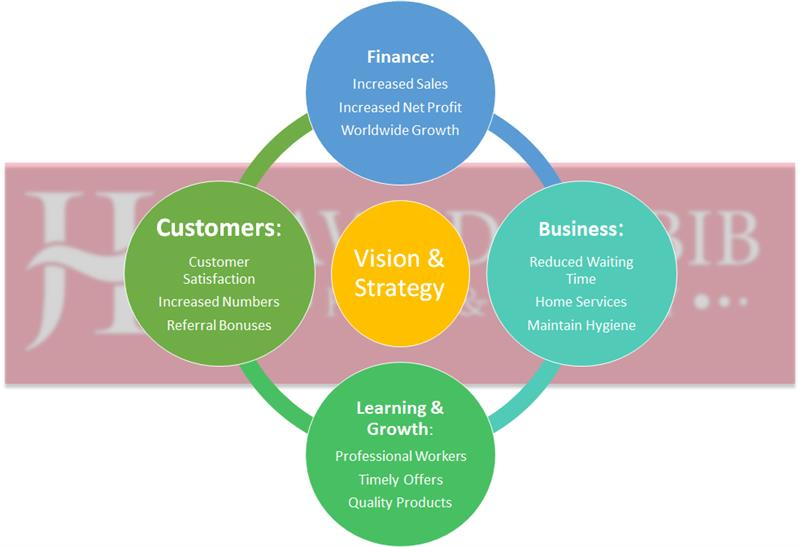 Finance:
Increased Sales
Increased Net Profit
Worldwide Growth
Customers:
Customer
Satisfaction
Increased Numbers
Referral Bonuses
Vision &
Strategy
Business:
Reduced Waiting
Time
Home Services
Maintain Hygiene
Learning &
Growth:
Professional Workers
Timely Offers
Quality Products